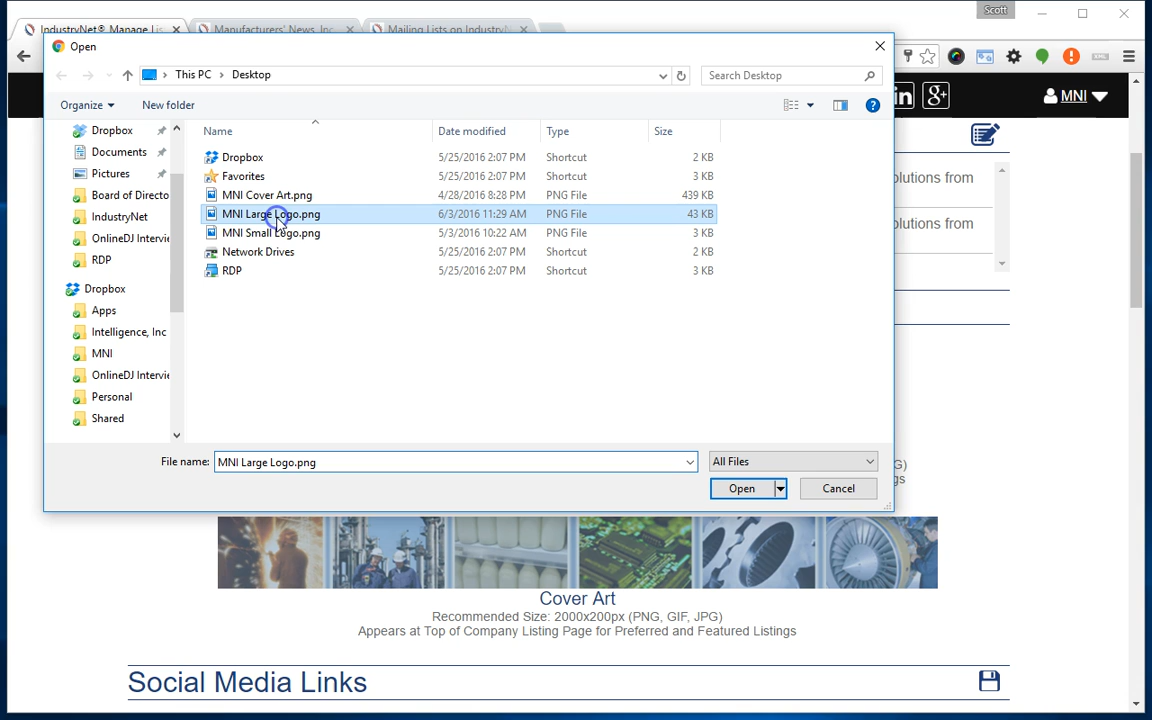 Scott
IndustryNet® Manage Lis
Manufacturers' News, Inc
Mailing Lists on IndustryN
Open
This PC > Desktop
Search Desktop
Organize
New folder
Name
Date modified
Type
Size
Dropbox
Documents
Pictures
Board of Directo
IndustryNet
OnlineDJ Intervie
RDP
Dropbox
Apps
Intelligence, Inc
MNI
OnlineDJ Intervie
Personal
Shared
Dropbox 5/25/2016 2:07 PM Shortcut 2 KB
Favorites 5/25/2016 2:07 PM Shortcut 3 KB
MNI Cover Art.png 4/28/2016 8:28 PM PNG File 439 KB
MNI Large Logo.png 6/3/2016 11:29 AM PNG File 43 KB
MNI Small Logo.png 5/3/2016 10:22 AM PNG File 3 KB
Network Drives 5/25/2016 2:07 PM Shortcut 2 KB
RDP 5/25/2016 2:07 PM Shortcut 3 KB
File name: MNI Large Logo.png
All Files
Open
Cancel
in
g+
MNI
olutions from
olutions from
G)
gs
Cover Art
Recommended Size: 2000x200px (PNG, GIF, JPG)
Appears at Top of Company Listing Page for Preferred and Featured Listings
Social Media Links